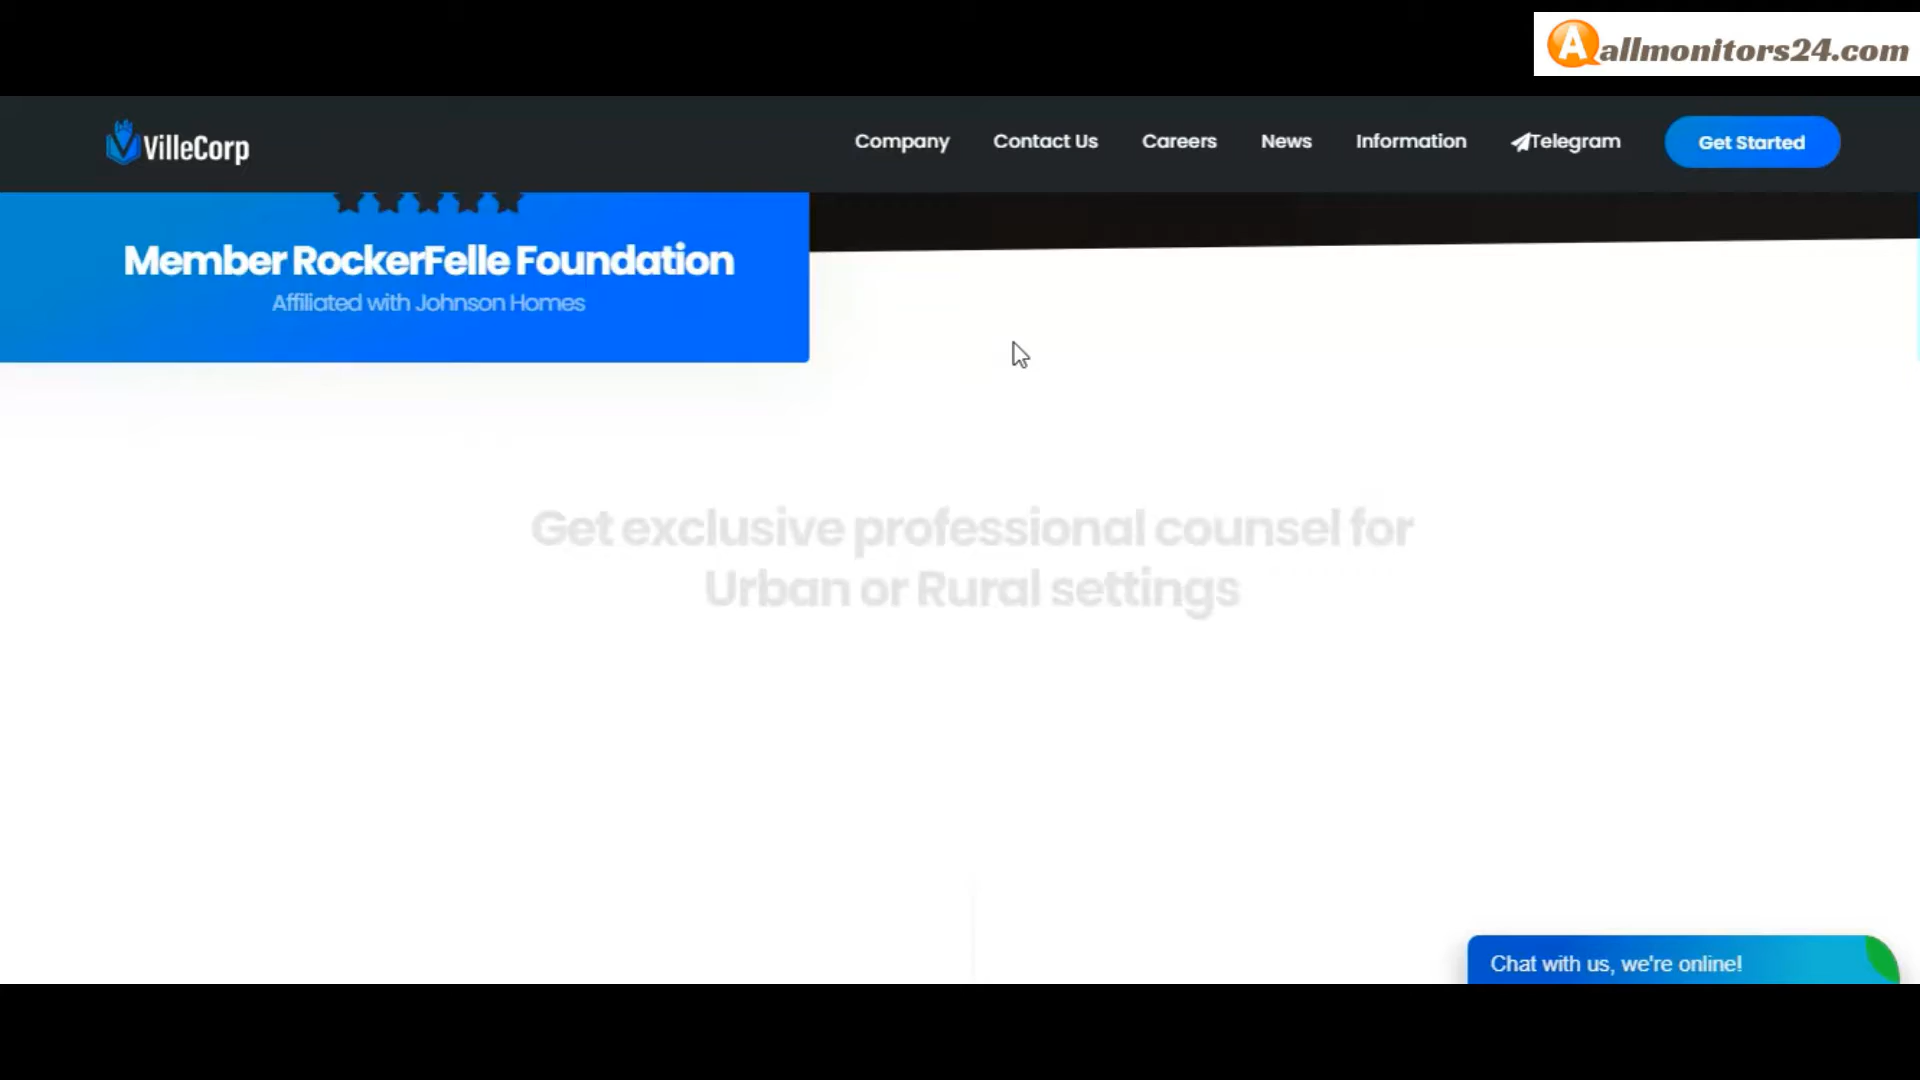 A allmonitors24.com
VilleCorp
Company Contact Us Careers News Information Telegram Get Started
Member RockerFelle Foundation
Affiliated with Johnson Homes
Get exclusive professional counsel for
Urban or Rural settings
Chat with us, we're online!